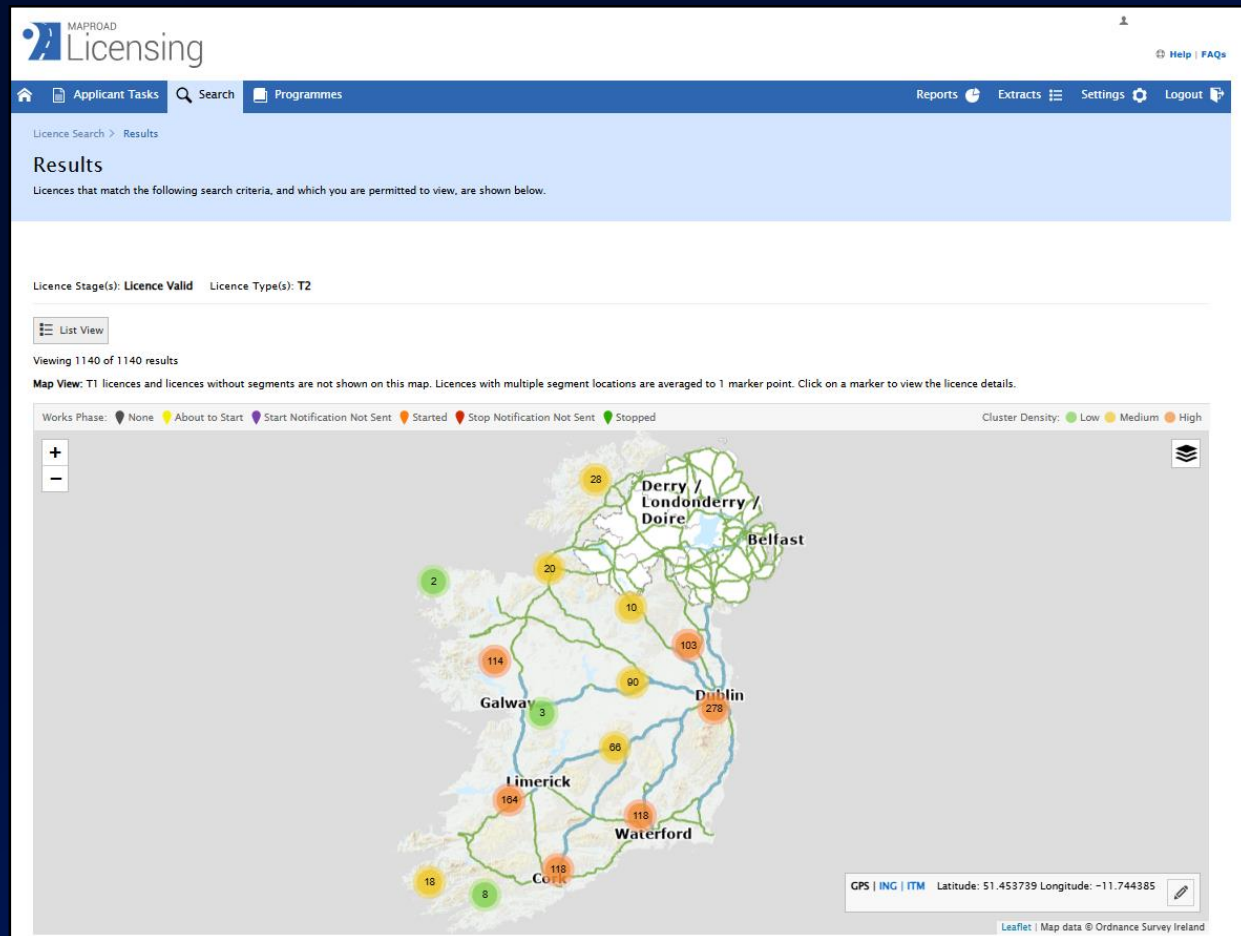 MAPROAD
Licensing
Help | FAQs
Applicant Tasks Search Programmes Reports Extracts Settings Logout
Licence Search > Results
Results
Licences that match the following search criteria, and which you are permitted to view, are shown below.
Licence Stage(s): Licence Valid Licence Type(s): T2
List View
Viewing 1140 of 1140 results
Map View: T1 licences and licences without segments are not shown on this map. Licences with multiple segment locations are averaged to 1 marker point. Click on a marker to view the licence details.
Works Phase: None About to Start Start Notification Not Sent Started Stop Notification Not Sent Stopped Cluster Density: Low Medium High
+
−
28
Derry /
Londonderry /
Doire
Belfast
20
2
10
103
114
90
Dublin
Galway
3
278
66
Limerick
164
118
Waterford
118
Cork
18
8
GPS | ING | ITM Latitude: 51.453739 Longitude: -11.744385
Leaflet | Map data © Ordnance Survey Ireland